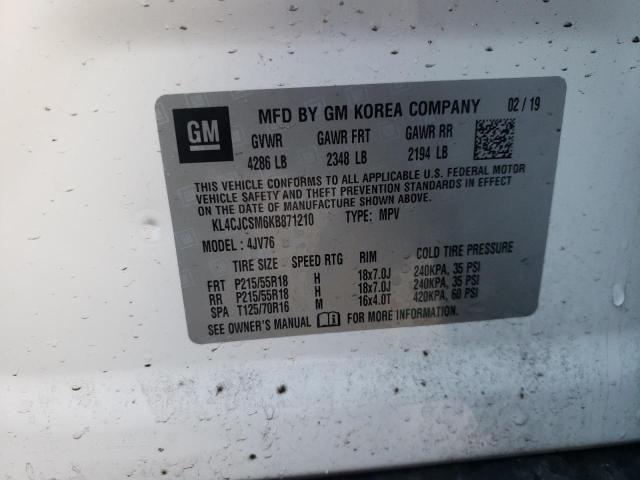 GM
MFD BY GM KOREA COMPANY 02 / 19
GVWR GAWR FRT GAWR RR
4286 LB 2348 LB 2194 LB
THIS VEHICLE CONFORMS TO ALL APPLICABLE U.S. FEDERAL MOTOR
VEHICLE SAFETY AND THEFT PREVENTION STANDARDS IN EFFECT
ON THE DATE OF MANUFACTURE SHOWN ABOVE.
KL4CJCSM6KB871210 TYPE: MPV
MODEL : 4JV76
TIRE SIZE SPEED RTG RIM COLD TIRE PRESSURE
FRT P215/55R18 H 18x7.0J 240KPA, 35 PSI
RR P215/55R18 H 18x7.0J 240KPA, 35 PSI
SPA T125/70R16 M 16x4.0T 420KPA, 60 PSI
SEE OWNER'S MANUAL FOR MORE INFORMATION.